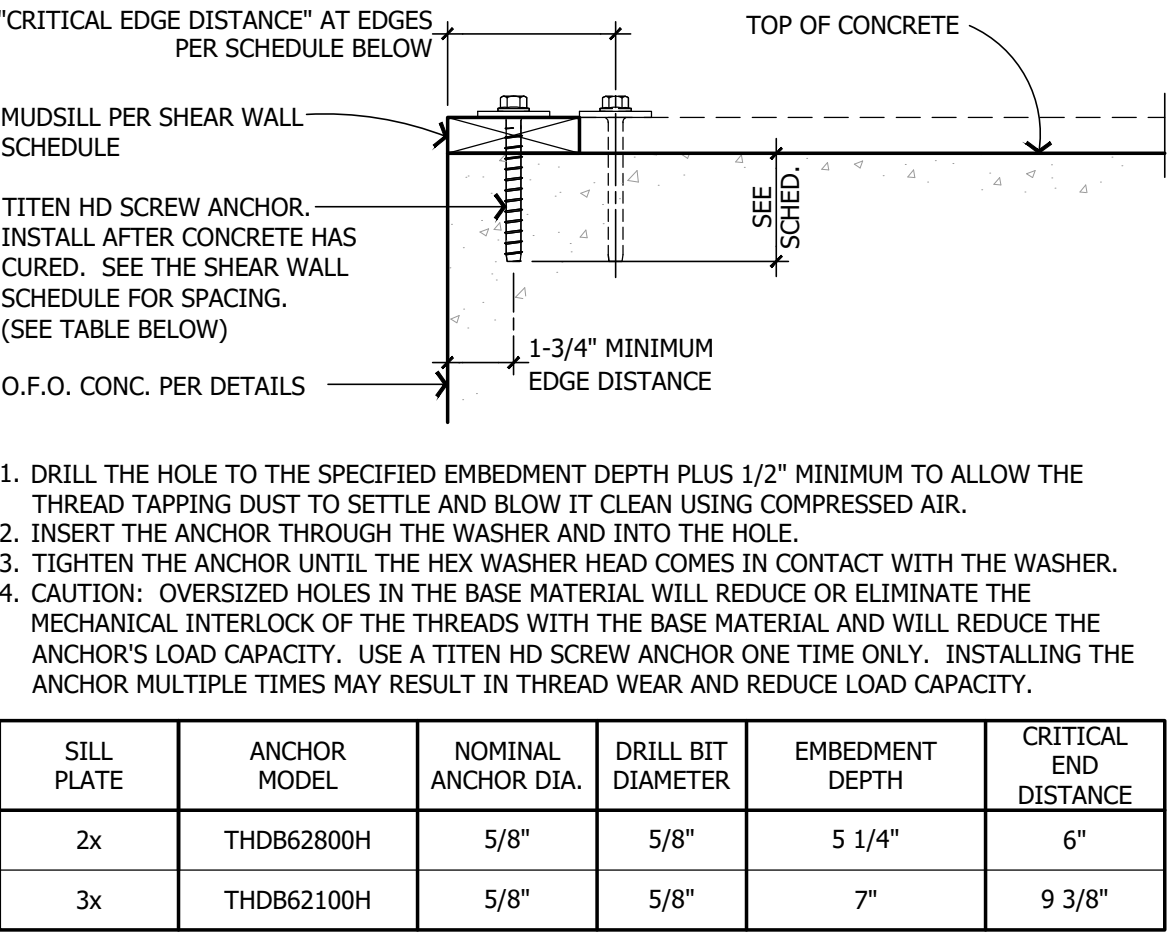 "CRITICAL EDGE DISTANCE" AT EDGES
PER SCHEDULE BELOW
TOP OF CONCRETE
MUDSILL PER SHEAR WALL
SCHEDULE
TITEN HD SCREW ANCHOR.
INSTALL AFTER CONCRETE HAS
CURED. SEE THE SHEAR WALL
SCHEDULE FOR SPACING.
(SEE TABLE BELOW)
SEE
SCHED.
1-3/4" MINIMUM
EDGE DISTANCE
O.F.O. CONC. PER DETAILS
1. DRILL THE HOLE TO THE SPECIFIED EMBEDMENT DEPTH PLUS 1/2" MINIMUM TO ALLOW THE
THREAD TAPPING DUST TO SETTLE AND BLOW IT CLEAN USING COMPRESSED AIR.
2. INSERT THE ANCHOR THROUGH THE WASHER AND INTO THE HOLE.
3. TIGHTEN THE ANCHOR UNTIL THE HEX WASHER HEAD COMES IN CONTACT WITH THE WASHER.
4. CAUTION: OVERSIZED HOLES IN THE BASE MATERIAL WILL REDUCE OR ELIMINATE THE
MECHANICAL INTERLOCK OF THE THREADS WITH THE BASE MATERIAL AND WILL REDUCE THE
ANCHOR'S LOAD CAPACITY. USE A TITEN HD SCREW ANCHOR ONE TIME ONLY. INSTALLING THE
ANCHOR MULTIPLE TIMES MAY RESULT IN THREAD WEAR AND REDUCE LOAD CAPACITY.
SILL
PLATE
ANCHOR
MODEL
NOMINAL
ANCHOR DIA.
DRILL BIT
DIAMETER
EMBEDMENT
DEPTH
CRITICAL
END
DISTANCE
2x THDB62800H 5/8" 5/8" 5 1/4" 6"
3x THDB62100H 5/8" 5/8" 7" 9 3/8"